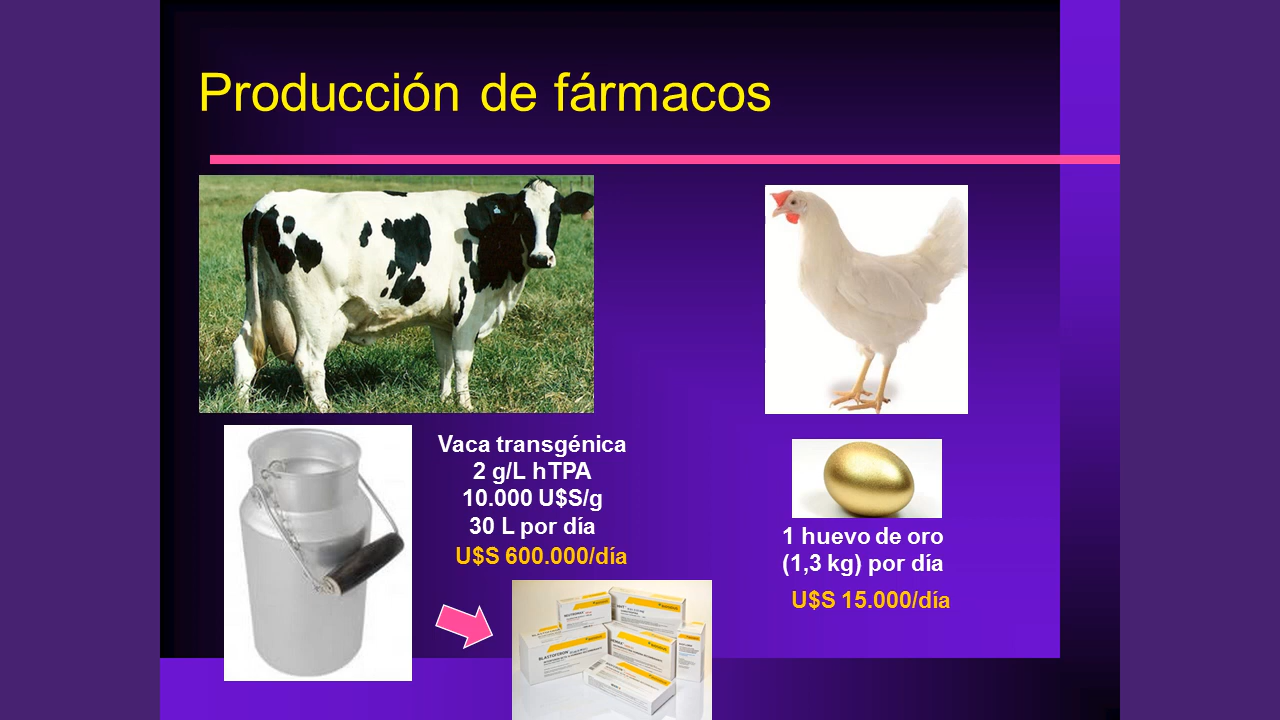 Producción de fármacos
Vaca transgénica
2 g/L hTPA
10.000 U$S/g
30 L por día
U$S 600.000/día
1 huevo de oro
(1,3 kg) por día
U$S 15.000/día
BLASTOFERON